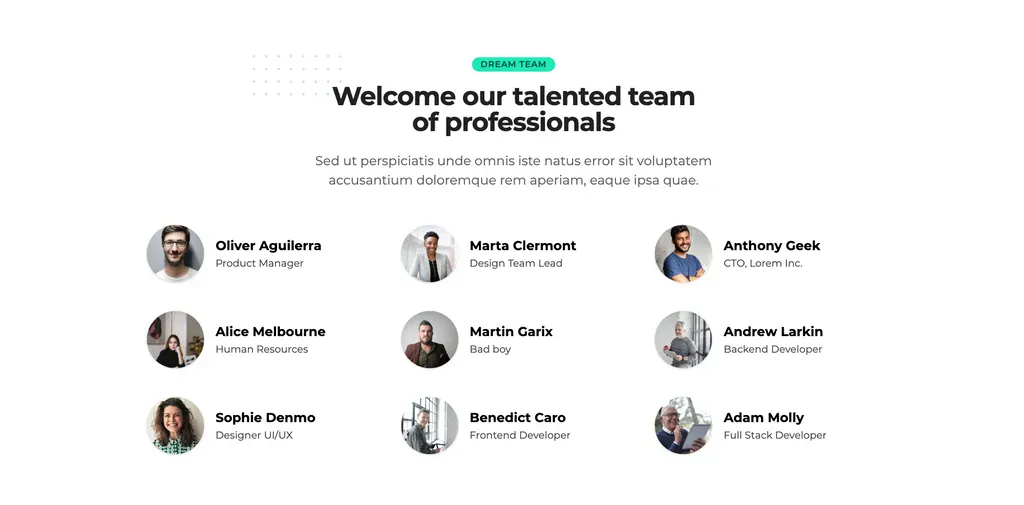 DREAM TEAM
Welcome our talented team
of professionals
Sed ut perspiciatis unde omnis iste natus error sit voluptatem
accusantium doloremque rem aperiam, eaque ipsa quae.
Oliver Aguilerra
Product Manager
Marta Clermont
Design Team Lead
Anthony Geek
CTO, Lorem Inc.
Alice Melbourne
Human Resources
Martin Garix
Bad boy
Andrew Larkin
Backend Developer
Sophie Denmo
Designer UI/UX
Benedict Caro
Frontend Developer
Adam Molly
Full Stack Developer